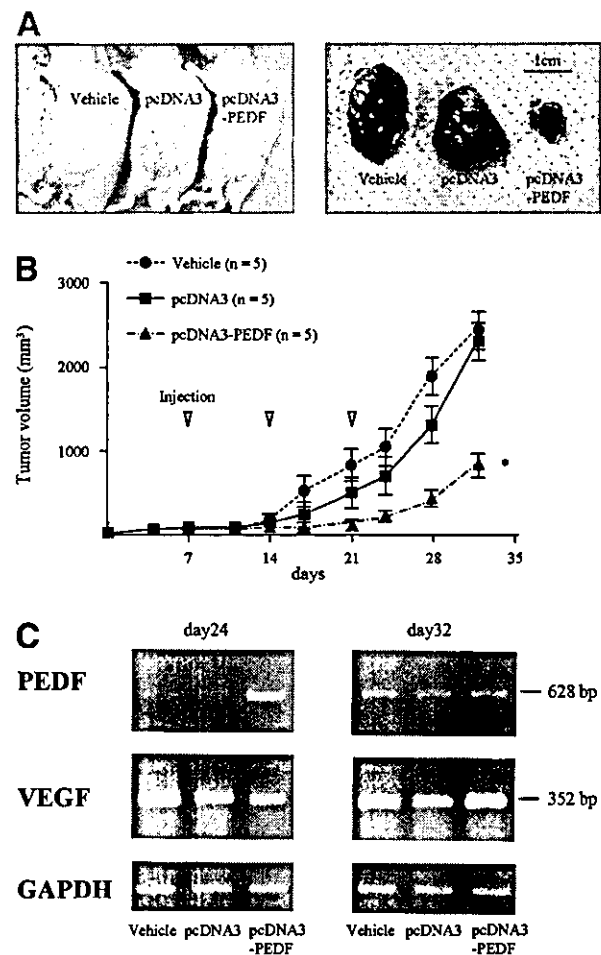 A
Vehicle pcDNA3 pcDNA3
-PEDF
1cm
Vehicle pcDNA3 pcDNA3
-PEDF
B
Tumor volume (mm³)
3000
2000
1000
Vehicle (n = 5)
pcDNA3 (n = 5)
pcDNA3-PEDF (n = 5)
Injection
*
7 14 21 28 35
days
C
day24 day32
PEDF
628 bp
VEGF
352 bp
GAPDH
Vehicle pcDNA3 pcDNA3
-PEDF
Vehicle pcDNA3 pcDNA3
-PEDF